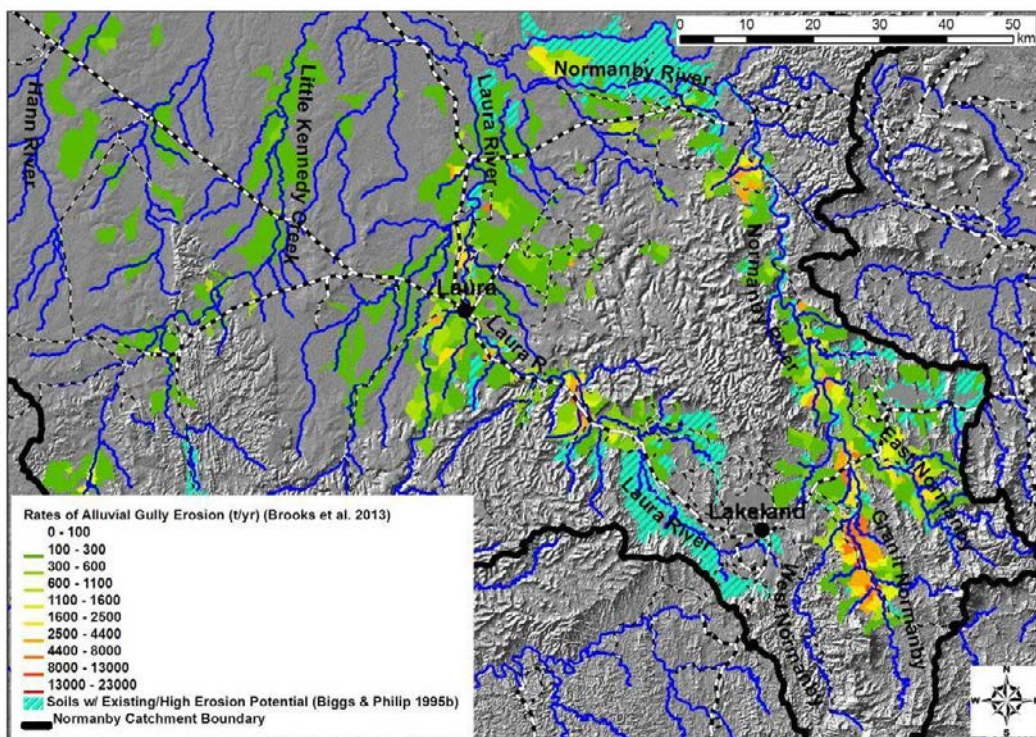 0 10 20 30 40 50
km
Hann River
Little Kennedy Creek
Laura River
Normanby River
Normanby River
Laura
Laura R.
East Normanby
Laura River
Lakeland
Granit Normanby
West Normanby
Rates of Alluvial Gully Erosion (t/yr) (Brooks et al. 2013)
0 - 100
100 - 300
300 - 600
600 - 1100
1100 - 1600
1600 - 2500
2500 - 4400
4400 - 8000
8000 - 13000
13000 - 23000
Soils w/ Existing/High Erosion Potential (Biggs & Philip 1995b)
Normanby Catchment Boundary
N
W
S